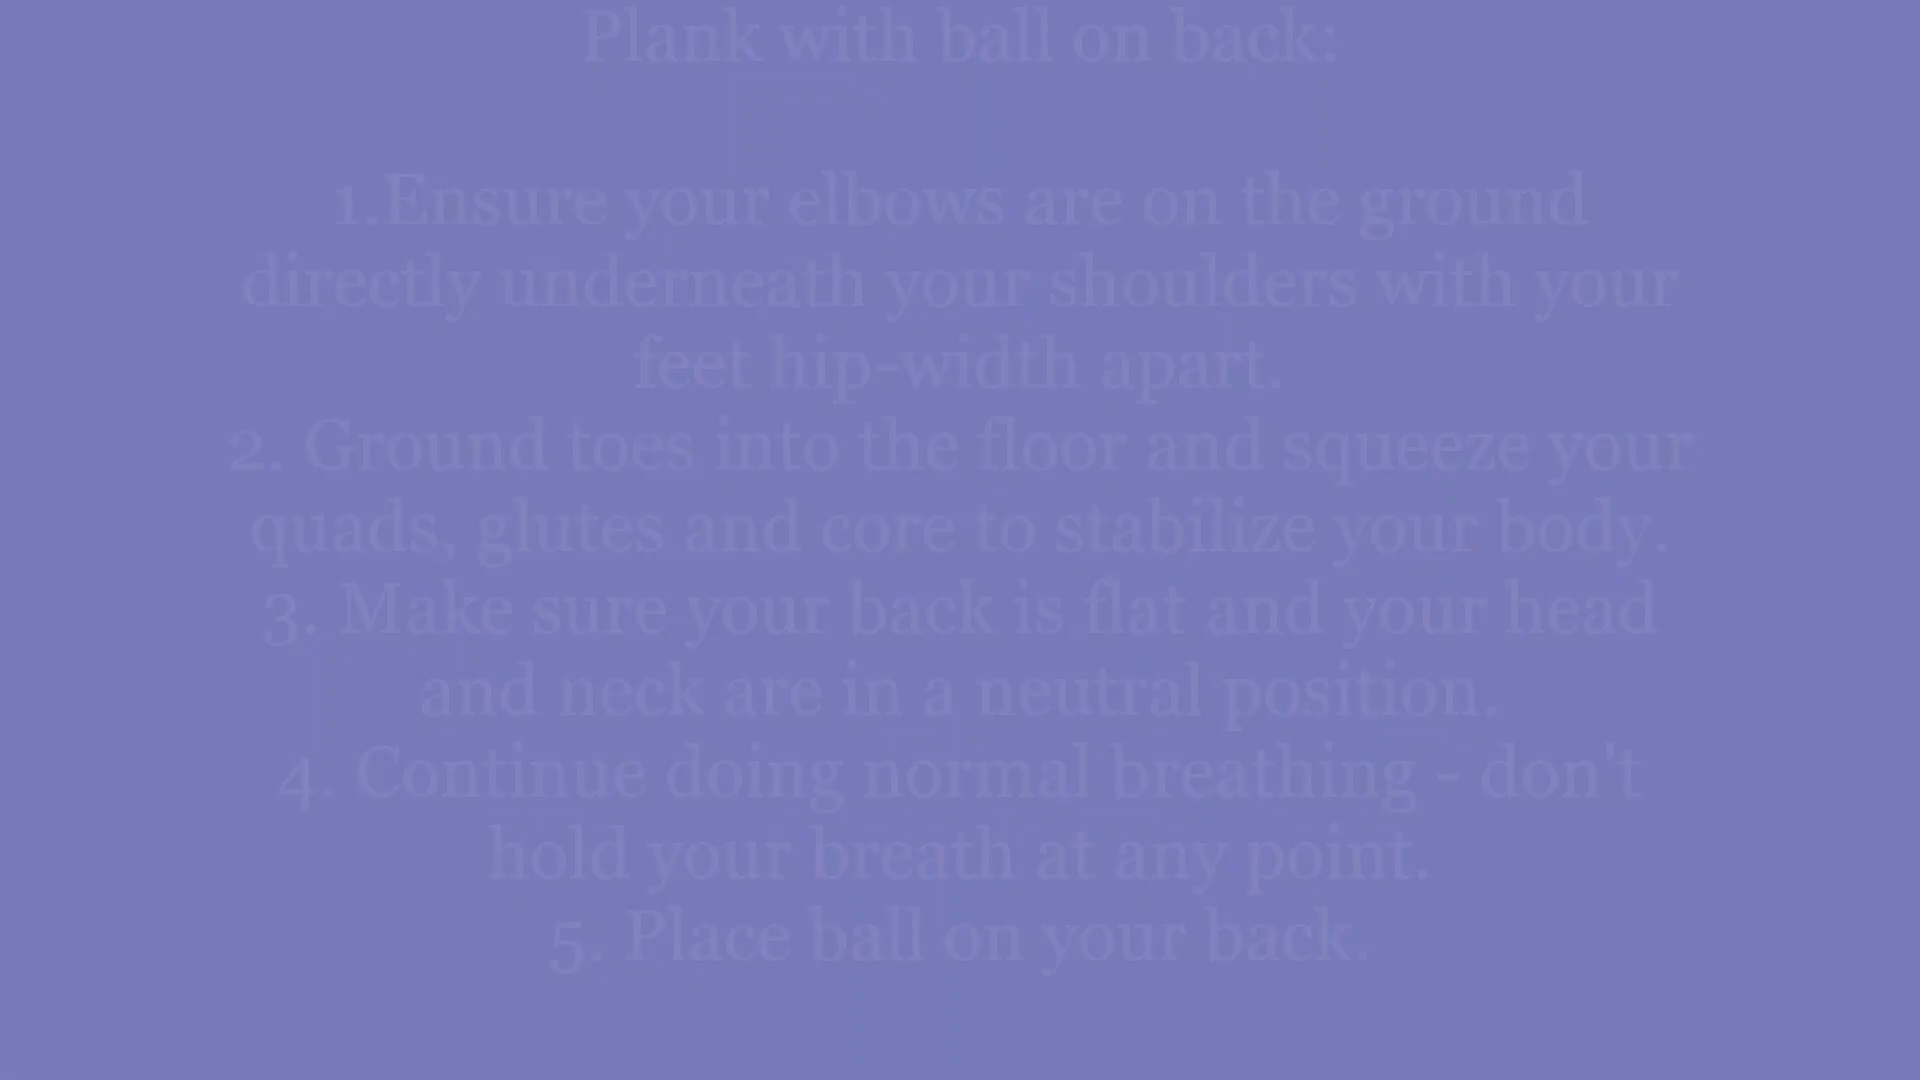 Plank with ball on back:
1.Ensure your elbows are on the ground
directly underneath your shoulders with your
feet hip-width apart.
2. Ground toes into the floor and squeeze your
quads, glutes and core to stabilize your body.
3. Make sure your back is flat and your head
and neck are in a neutral position.
4. Continue doing normal breathing - don't
hold your breath at any point.
5. Place ball on your back.